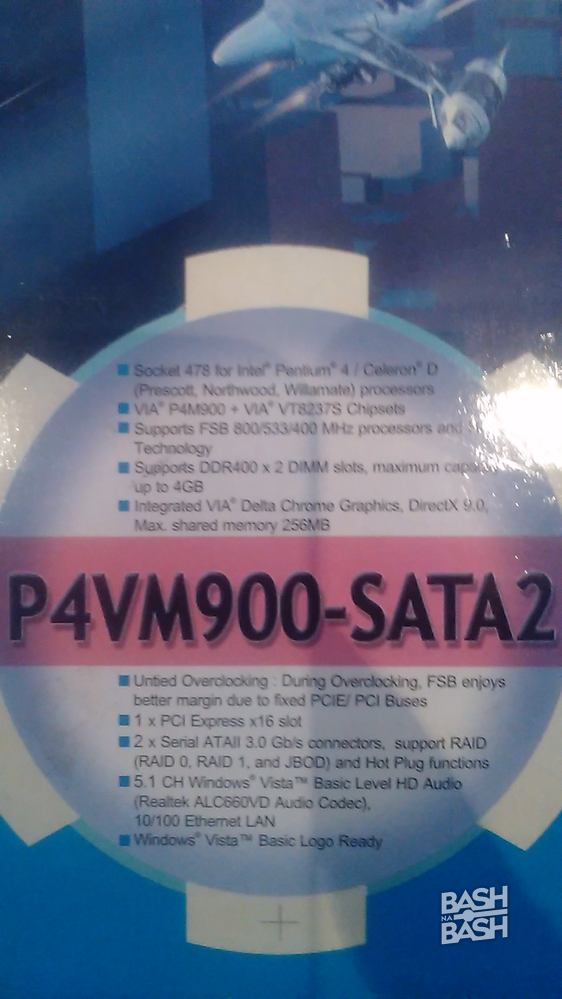 Socket 478 for Intel® Pentium® 4 / Celeron® D
(Prescott, Northwood, Willamate) processors
VIA® P4M900 + VIA® VT8237S Chipsets
Supports FSB 800/533/400 MHz processors and
Technology
Supports DDR400 x 2 DIMM slots, maximum
up to 4GB
Integrated VIA® Delta Chrome Graphics, DirectX 9.0,
Max. shared memory 256MB
P4VM900-SATA2
Untied Overclocking : During Overclocking, FSB enjoys
better margin due to fixed PCIE/ PCI Buses
1 x PCI Express x16 slot
2 x Serial ATAII 3.0 Gb/s connectors, support RAID
(RAID 0, RAID 1, and JBOD) and Hot Plug functions
5.1 CH Windows® Vista™ Basic Level HD Audio
(Realtek ALC660VD Audio Codec),
10/100 Ethernet LAN
Windows® Vista™ Basic Logo Ready
BASH
NA
BASH